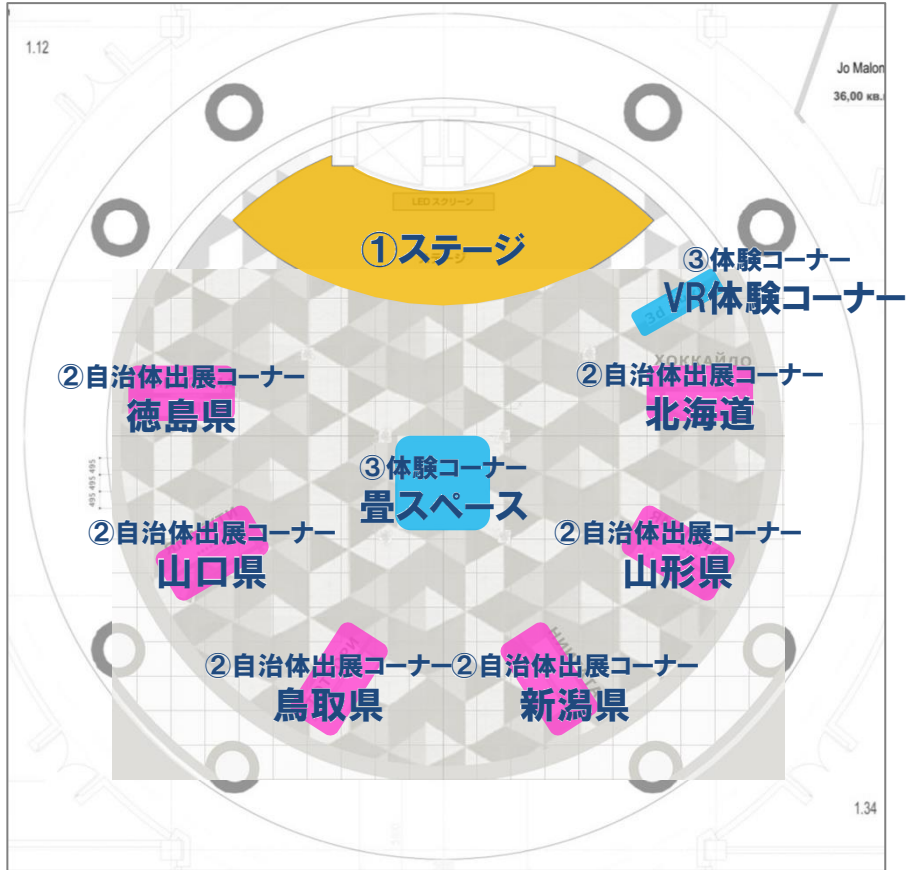 1.12
Jo Malon
36,00 кв.
LED スクリーン
①ステージ
③体験コーナー
VR体験コーナー
3d
ХОККАЙДО
②自治体出展コーナー
徳島県
②自治体出展コーナー
北海道
③体験コーナー
畳スペース
495 495 495
②自治体出展コーナー
山口県
②自治体出展コーナー
山形県
②自治体出展コーナー
鳥取県
②自治体出展コーナー
新潟県
1.34